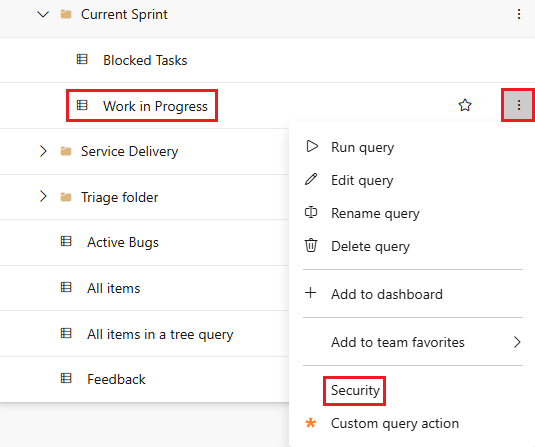 Current Sprint
Blocked Tasks
Work in Progress
Service Delivery
Triage folder
Active Bugs
All items
All items in a tree query
Feedback
Run query
Edit query
Rename query
Delete query
Add to dashboard
Add to team favorites
Security
Custom query action